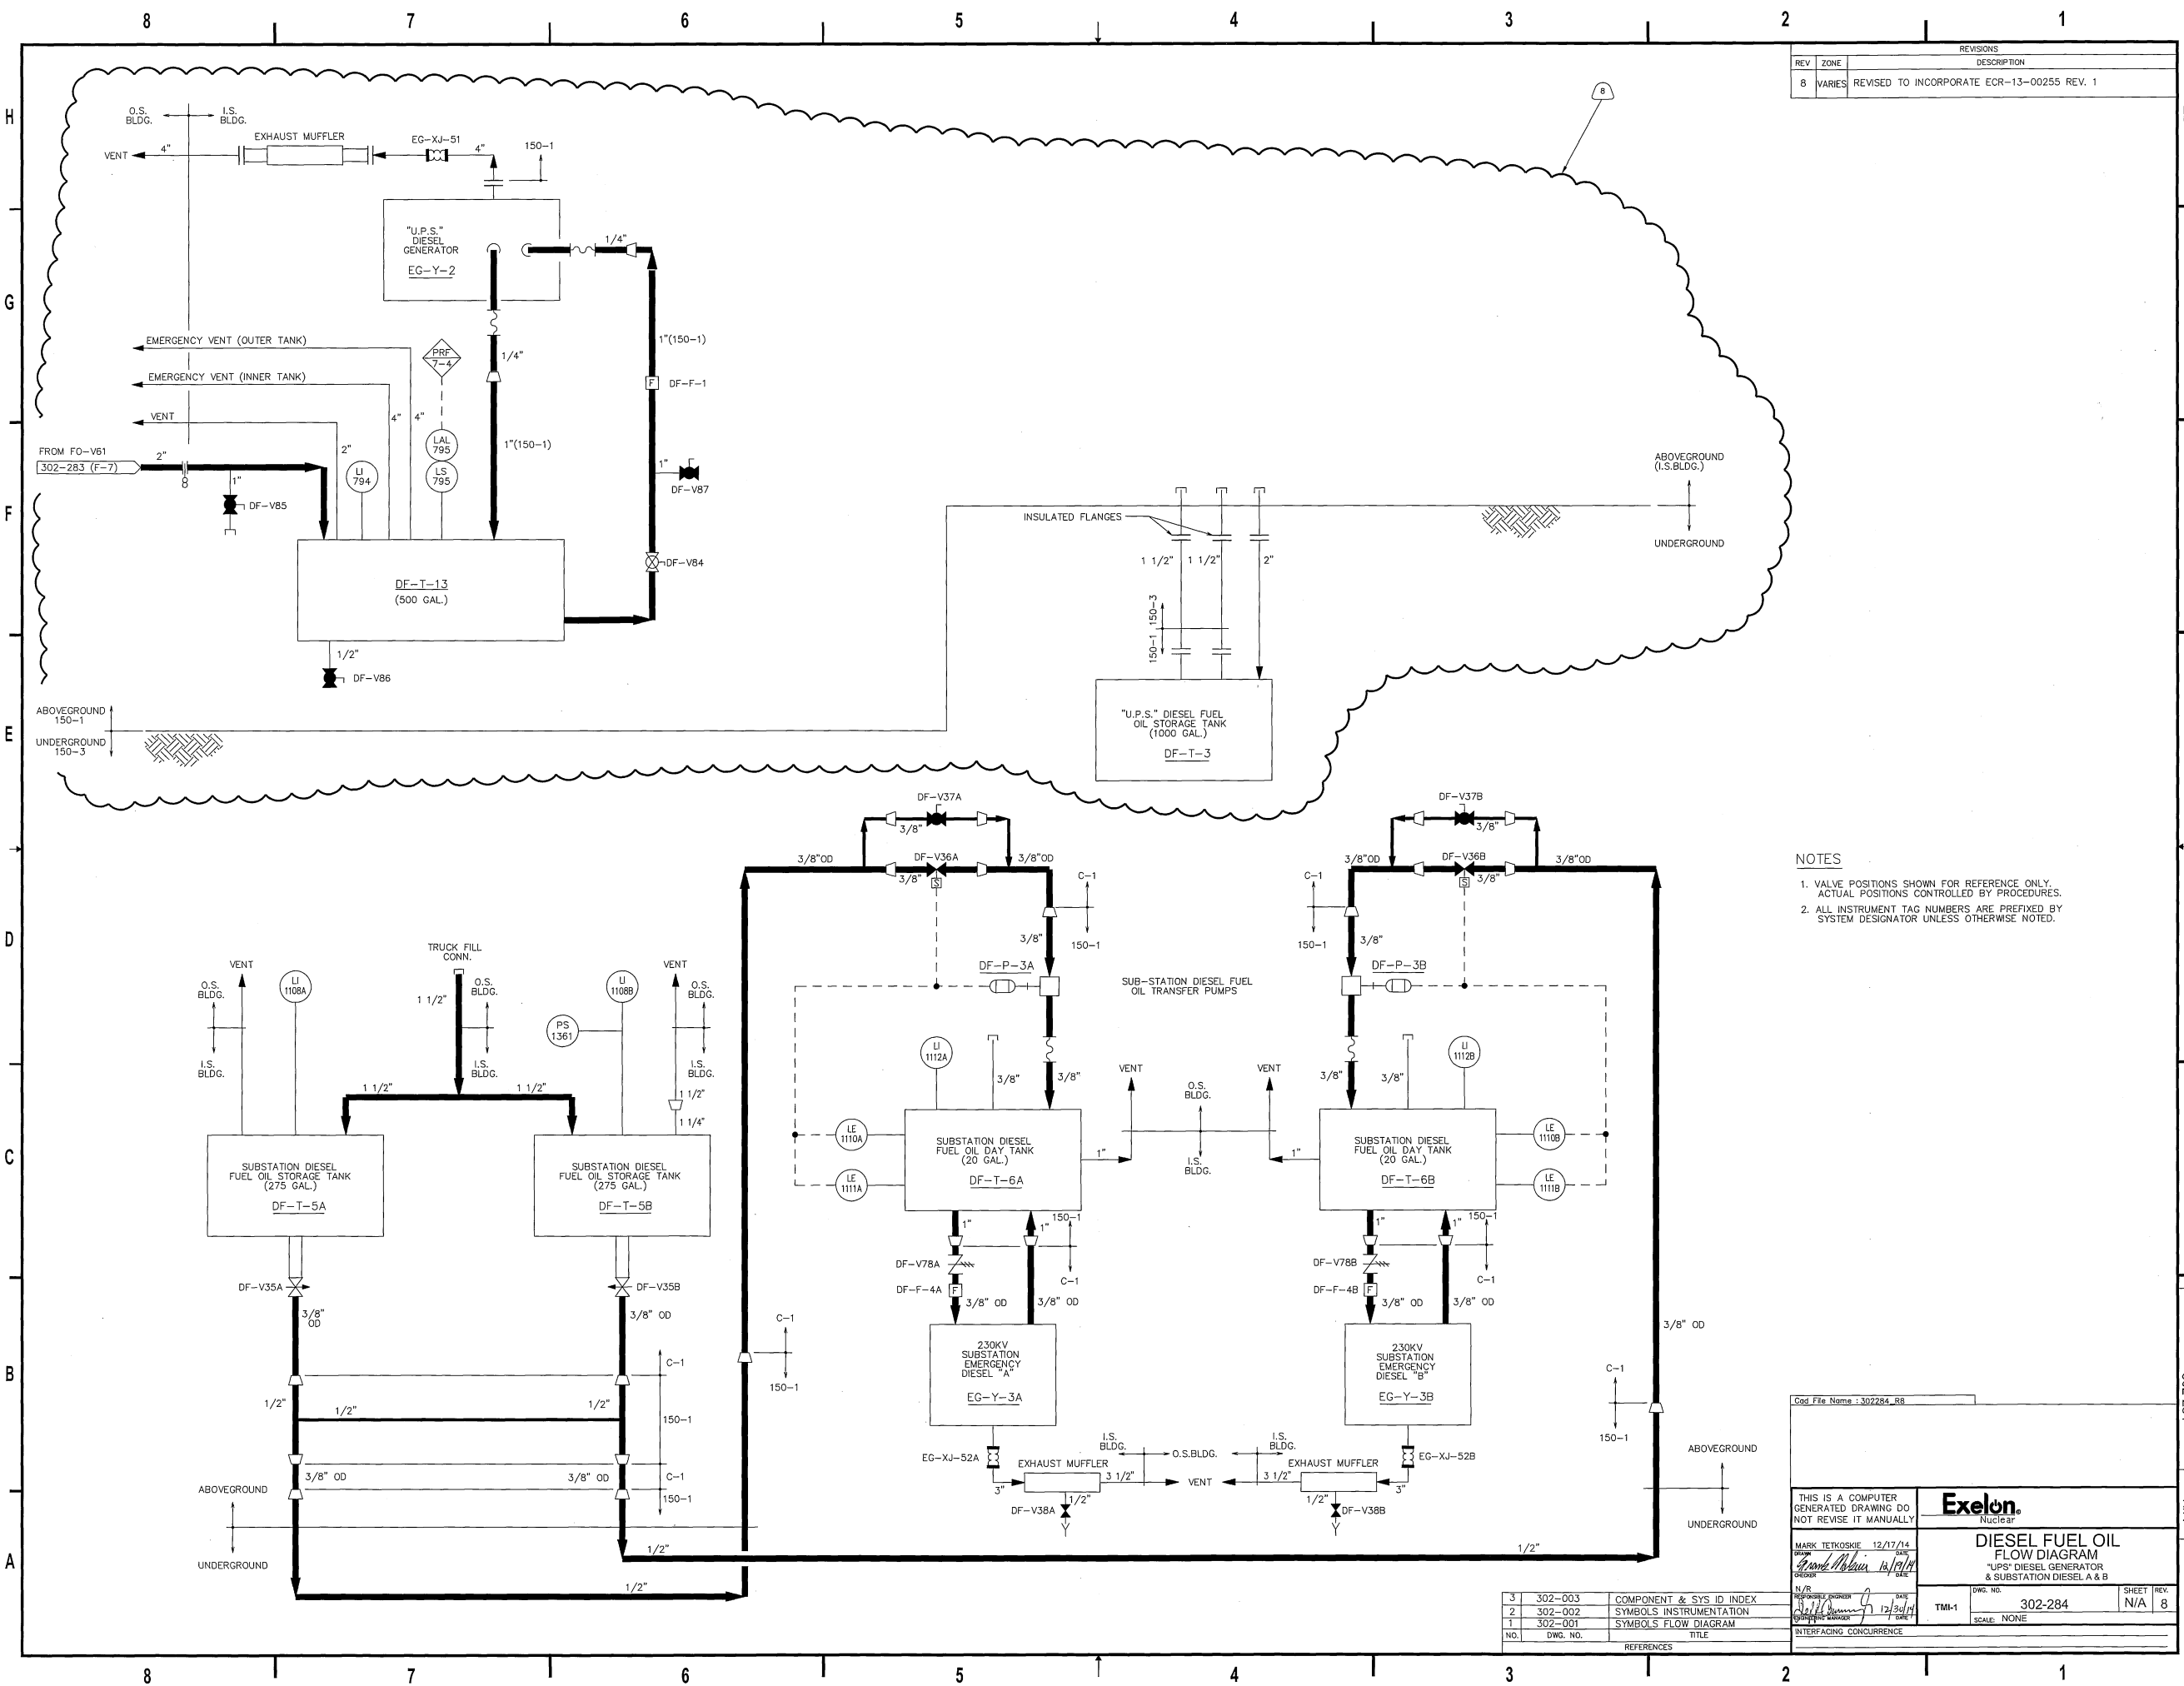 8 7 6 5 4 3 2 1
REVISIONS
REV ZONE DESCRIPTION
8 VARIES REVISED TO INCORPORATE ECR-13-00255 REV. 1
H
G
F
E
D
C
B
A
8
O.S.
BLDG.
I.S.
BLDG.
EXHAUST MUFFLER
EG-XJ-51
150-1
VENT
4"
4"
"U.P.S."
DIESEL
GENERATOR
EG-Y-2
1/4"
EMERGENCY VENT (OUTER TANK)
PRF
7-4
1/4"
1"(150-1)
EMERGENCY VENT (INNER TANK)
F
DF-F-1
VENT
4"
4"
2"
LAL
795
1"(150-1)
FROM FO-V61
302-283 (F-7)
2"
8
1"
DF-V85
LI
794
LS
795
1"
DF-V87
DF-V84
DF-T-13
(500 GAL.)
1/2"
DF-V86
ABOVEGROUND
(I.S.BLDG.)
UNDERGROUND
INSULATED FLANGES
1 1/2"
1 1/2"
2"
150-3
150-1
"U.P.S." DIESEL FUEL
OIL STORAGE TANK
(1000 GAL.)
DF-T-3
ABOVEGROUND
150-1
UNDERGROUND
150-3
DF-V37A
3/8"
3/8"OD
DF-V36A
3/8"
S
3/8"OD
C-1
150-1
3/8"
DF-P-3A
DF-V37B
3/8"
3/8"OD
DF-V36B
3/8"
S
3/8"OD
C-1
150-1
3/8"
DF-P-3B
SUB-STATION DIESEL FUEL
OIL TRANSFER PUMPS
NOTES
1. VALVE POSITIONS SHOWN FOR REFERENCE ONLY.
ACTUAL POSITIONS CONTROLLED BY PROCEDURES.
2. ALL INSTRUMENT TAG NUMBERS ARE PREFIXED BY
SYSTEM DESIGNATOR UNLESS OTHERWISE NOTED.
TRUCK FILL
CONN.
VENT
O.S.
BLDG.
I.S.
BLDG.
LI
1108A
1 1/2"
O.S.
BLDG.
I.S.
BLDG.
LI
1108B
PS
1361
VENT
O.S.
BLDG.
I.S.
BLDG.
1 1/2"
1 1/2"
1 1/2"
1 1/4"
SUBSTATION DIESEL
FUEL OIL STORAGE TANK
(275 GAL.)
DF-T-5A
SUBSTATION DIESEL
FUEL OIL STORAGE TANK
(275 GAL.)
DF-T-5B
LI
1112A
3/8"
3/8"
VENT
O.S.
BLDG.
I.S.
BLDG.
VENT
3/8"
3/8"
LI
1112B
LE
1110A
LE
1111A
SUBSTATION DIESEL
FUEL OIL DAY TANK
(20 GAL.)
DF-T-6A
1"
1"
SUBSTATION DIESEL
FUEL OIL DAY TANK
(20 GAL.)
DF-T-6B
LE
1110B
LE
1111B
1"
1"
150-1
C-1
DF-V78A
DF-F-4A
F
3/8" OD
3/8" OD
1"
1"
150-1
C-1
DF-V78B
DF-F-4B
F
3/8" OD
3/8" OD
DF-V35A
3/8"
OD
DF-V35B
3/8" OD
C-1
150-1
3/8" OD
230KV
SUBSTATION
EMERGENCY
DIESEL "A"
EG-Y-3A
230KV
SUBSTATION
EMERGENCY
DIESEL "B"
EG-Y-3B
C-1
150-1
1/2"
1/2"
1/2"
C-1
150-1
C-1
150-1
3/8" OD
3/8" OD
ABOVEGROUND
UNDERGROUND
EG-XJ-52A
3"
EXHAUST MUFFLER
I.S.
BLDG.
O.S.BLDG.
I.S.
BLDG.
3 1/2"
VENT
3 1/2"
EXHAUST MUFFLER
3"
EG-XJ-52B
1/2"
DF-V38A
1/2"
DF-V38B
ABOVEGROUND
UNDERGROUND
1/2"
1/2"
1/2"
Cad File Name : 302284_R8
THIS IS A COMPUTER
GENERATED DRAWING DO
NOT REVISE IT MANUALLY
Exelon.
Nuclear
MARK TETKOSKIE 12/17/14
DRAWN DATE
12/19/14
CHECKER DATE
N/R
RESPONSIBLE ENGINEER DATE
12/30/14
ENGINEERING MANAGER DATE
DIESEL FUEL OIL
FLOW DIAGRAM
"UPS" DIESEL GENERATOR
& SUBSTATION DIESEL A & B
TMI-1
DWG. NO.
302-284
SHEET
N/A
REV.
8
SCALE: NONE
INTERFACING CONCURRENCE
3 302-003 COMPONENT & SYS ID INDEX
2 302-002 SYMBOLS INSTRUMENTATION
1 302-001 SYMBOLS FLOW DIAGRAM
NO. DWG. NO. TITLE
REFERENCES
8 7 6 5 4 3 2 1